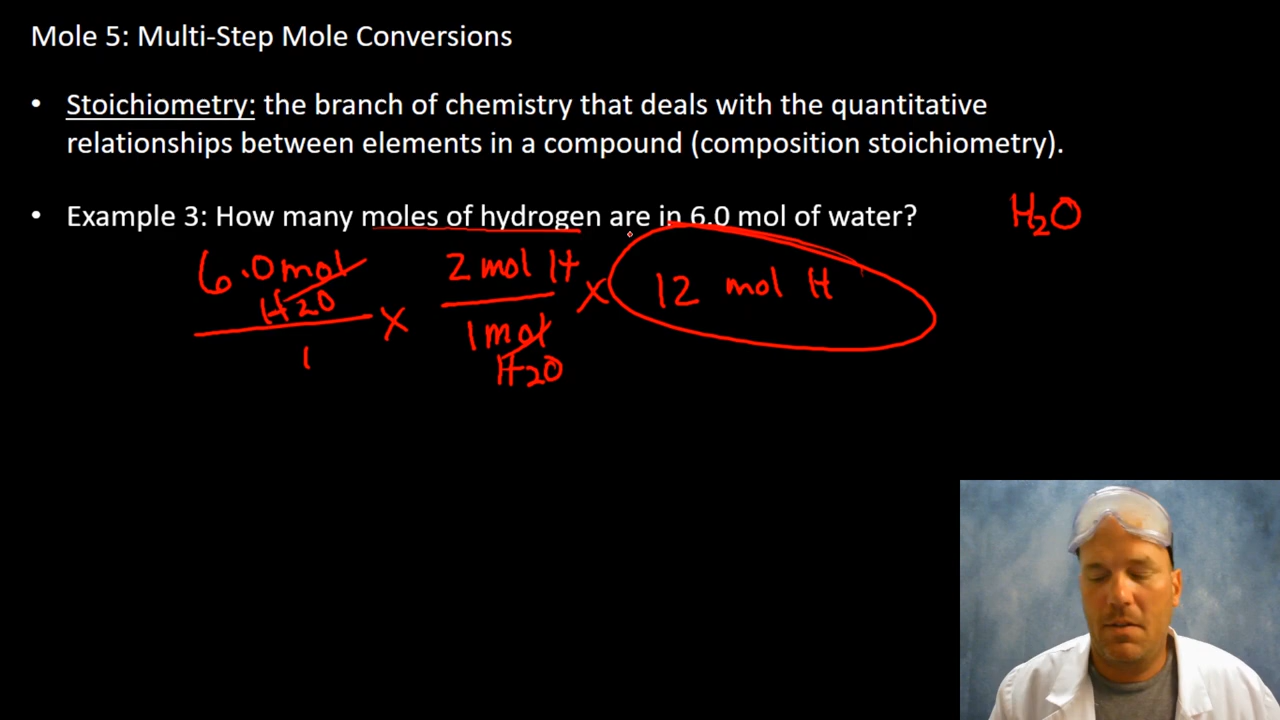 Mole 5: Multi-Step Mole Conversions
• Stoichiometry: the branch of chemistry that deals with the quantitative
relationships between elements in a compound (composition stoichiometry).
• Example 3: How many moles of hydrogen are in 6.0 mol of water?
H2O
6.0 mol 2 mol H
H2O
x x 12 mol H
1 1 mol
H2O